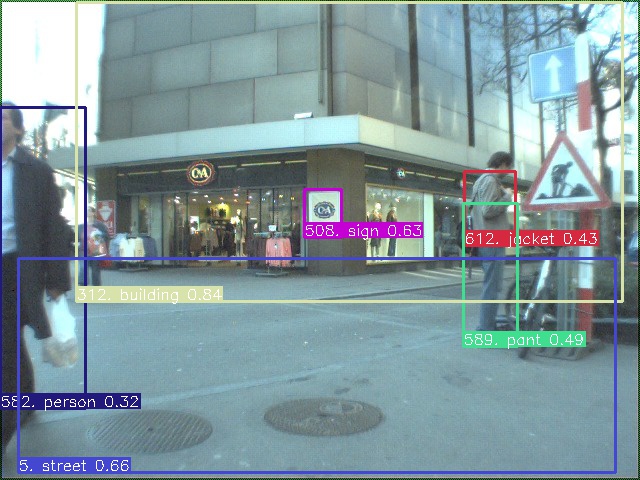 C&A
C&A
C&A
508. sign 0.63
612. jacket 0.43
312. building 0.84
589. pant 0.49
582. person 0.32
5. street 0.66